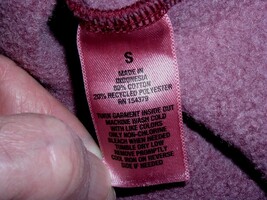 S
MADE IN
INDONESIA
80% COTTON
20% RECYCLED POLYESTER
RN 154379
TURN GARMENT INSIDE OUT
MACHINE WASH COLD
WITH LIKE COLORS
ONLY NON-CHLORINE
BLEACH WHEN NEEDED
TUMBLE DRY LOW
REMOVE PROMPTLY
COOL IRON ON REVERSE
SIDE IF NEEDED